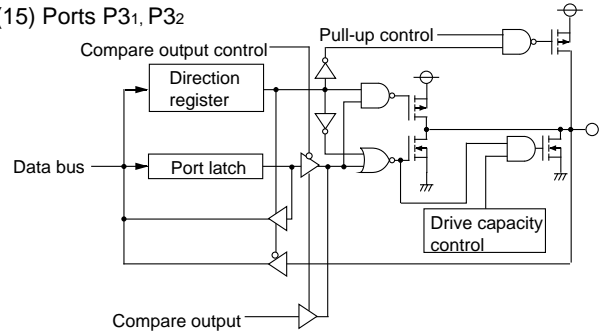 (15) Ports P3₁, P3₂
Compare output control
Pull-up control
Direction
register
Data bus
Port latch
Drive capacity
control
Compare output